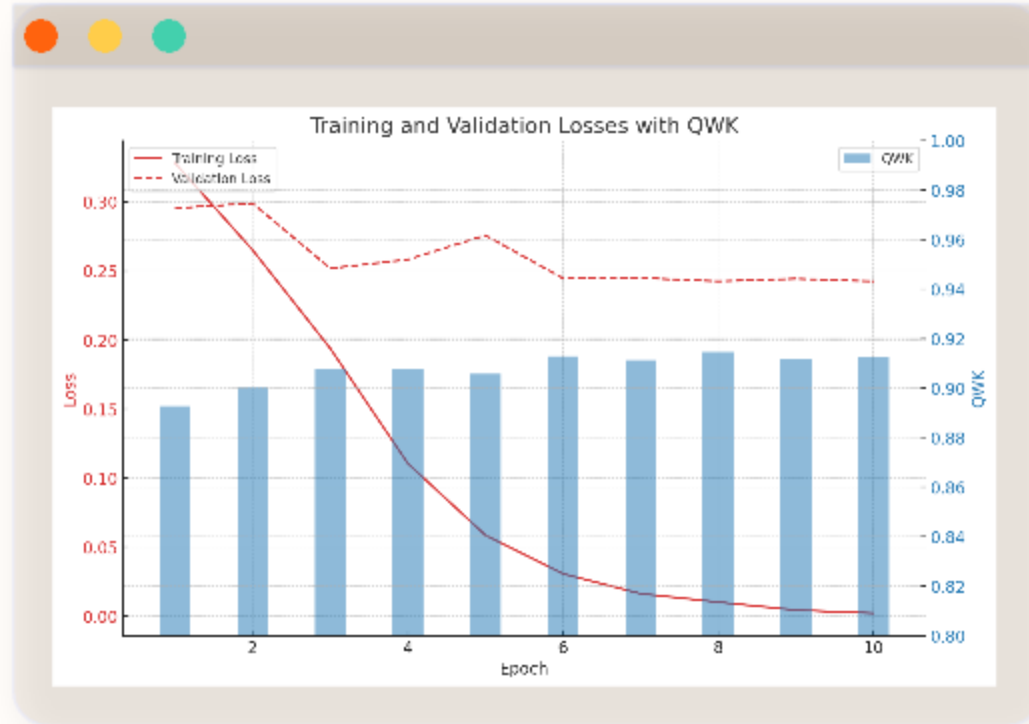 Training and Validation Losses with QWK
Training Loss
Validation Loss
QWK
0.30
0.25
0.20
0.15
0.10
0.05
0.00
Loss
1.00
0.98
0.96
0.94
0.92
0.90
0.88
0.86
0.84
0.82
0.80
QWK
2 4 6 8 10
Epoch